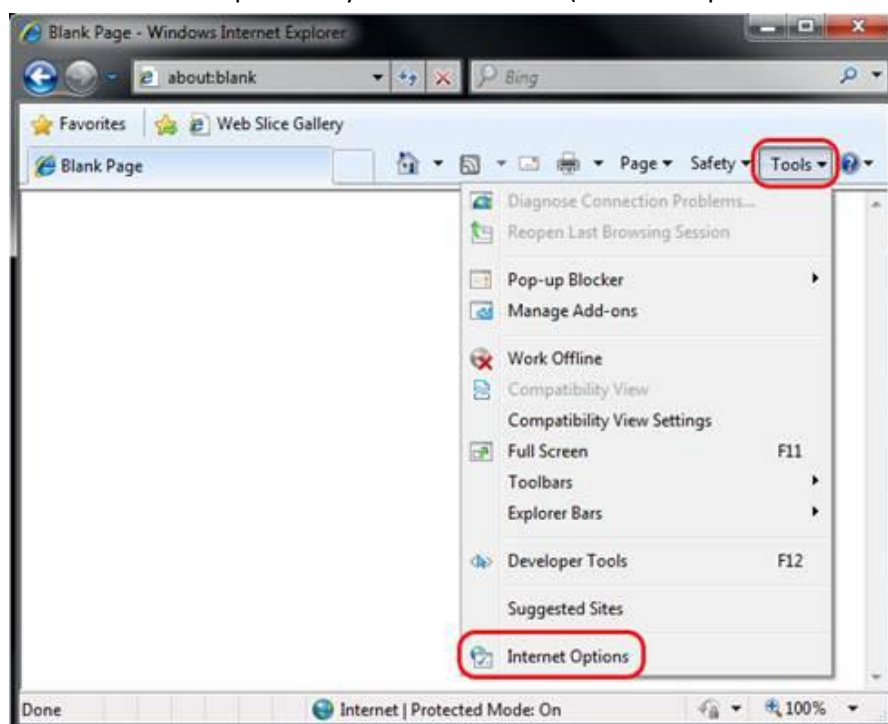 Blank Page - Windows Internet Explorer
about:blank
Bing
Favorites Web Slice Gallery
Blank Page Page Safety Tools
Diagnose Connection Problems...
Reopen Last Browsing Session
Pop-up Blocker
Manage Add-ons
Work Offline
Compatibility View
Compatibility View Settings
Full Screen F11
Toolbars
Explorer Bars
Developer Tools F12
Suggested Sites
Internet Options
Done Internet | Protected Mode: On 100%